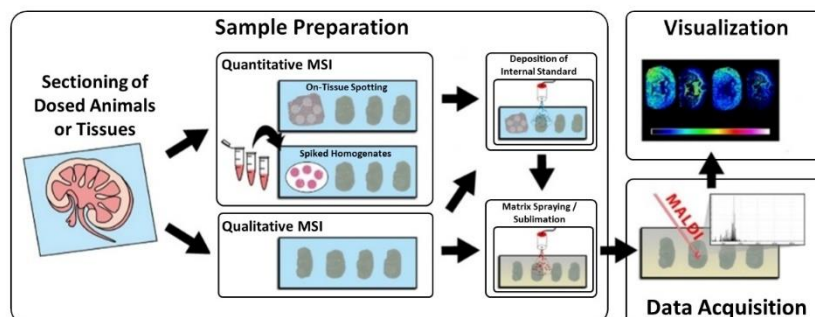 Sample Preparation
Sectioning of
Dosed Animals
or Tissues
Quantitative MSI
On-Tissue Spotting
Spiked Homogenates
Qualitative MSI
Deposition of
Internal Standard
Matrix Spraying /
Sublimation
Visualization
MALDI
Data Acquisition